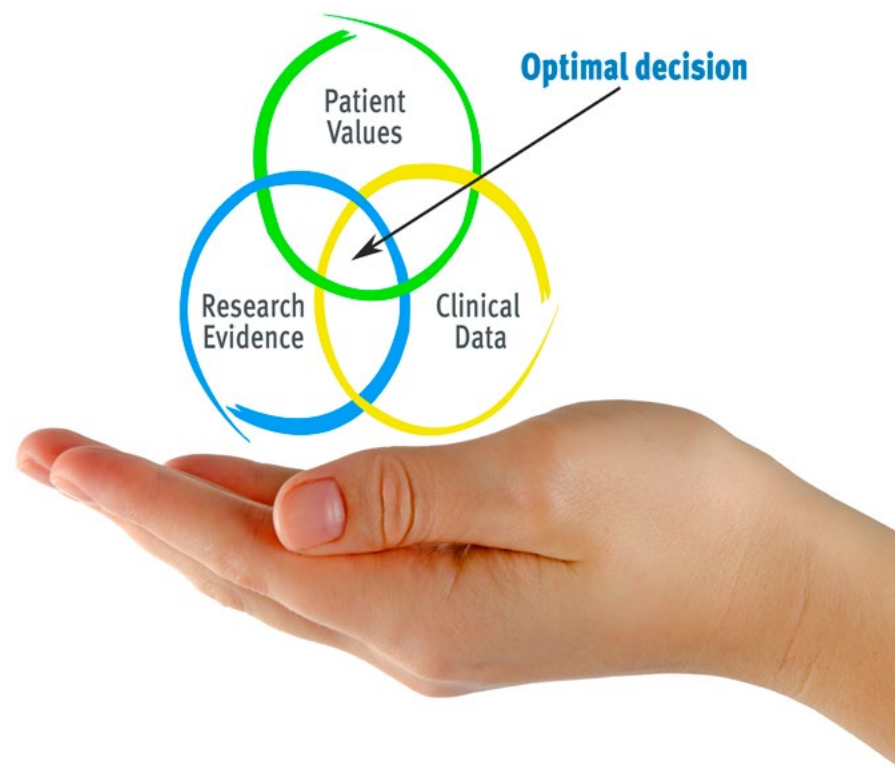 Optimal decision
Patient
Values
Research
Evidence
Clinical
Data